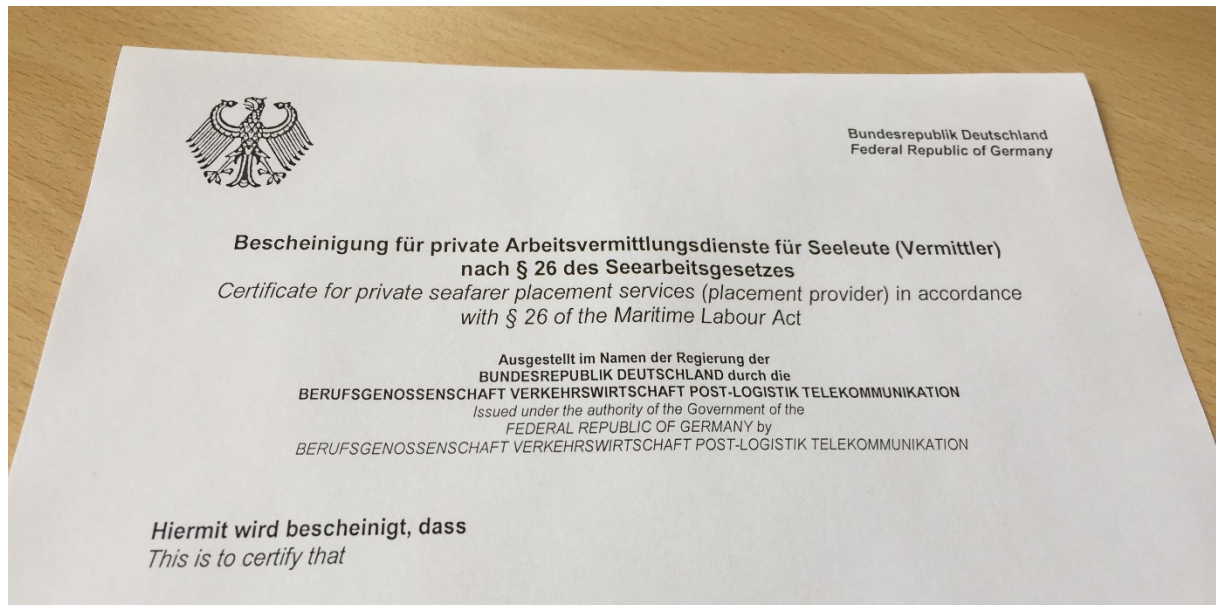 Bundesrepublik Deutschland
Federal Republic of Germany
Bescheinigung für private Arbeitsvermittlungsdienste für Seeleute (Vermittler)
nach § 26 des Seearbeitsgesetzes
Certificate for private seafarer placement services (placement provider) in accordance
with § 26 of the Maritime Labour Act
Ausgestellt im Namen der Regierung der
BUNDESREPUBLIK DEUTSCHLAND durch die
BERUFSGENOSSENSCHAFT VERKEHRSWIRTSCHAFT POST-LOGISTIK TELEKOMMUNIKATION
Issued under the authority of the Government of the
FEDERAL REPUBLIC OF GERMANY by
BERUFSGENOSSENSCHAFT VERKEHRSWIRTSCHAFT POST-LOGISTIK TELEKOMMUNIKATION
Hiermit wird bescheinigt, dass
This is to certify that